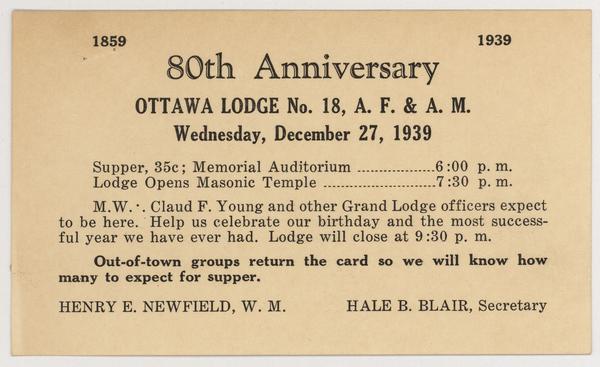 1859 1939
80th Anniversary
OTTAWA LODGE No. 18, A. F. & A. M.
Wednesday, December 27, 1939
Supper, 35c; Memorial Auditorium ..................6:00 p. m.
Lodge Opens Masonic Temple ..........................7:30 p. m.
M.W.·. Claud F. Young and other Grand Lodge officers expect
to be here. Help us celebrate our birthday and the most success-
ful year we have ever had. Lodge will close at 9:30 p. m.
Out-of-town groups return the card so we will know how
many to expect for supper.
HENRY E. NEWFIELD, W. M. HALE B. BLAIR, Secretary